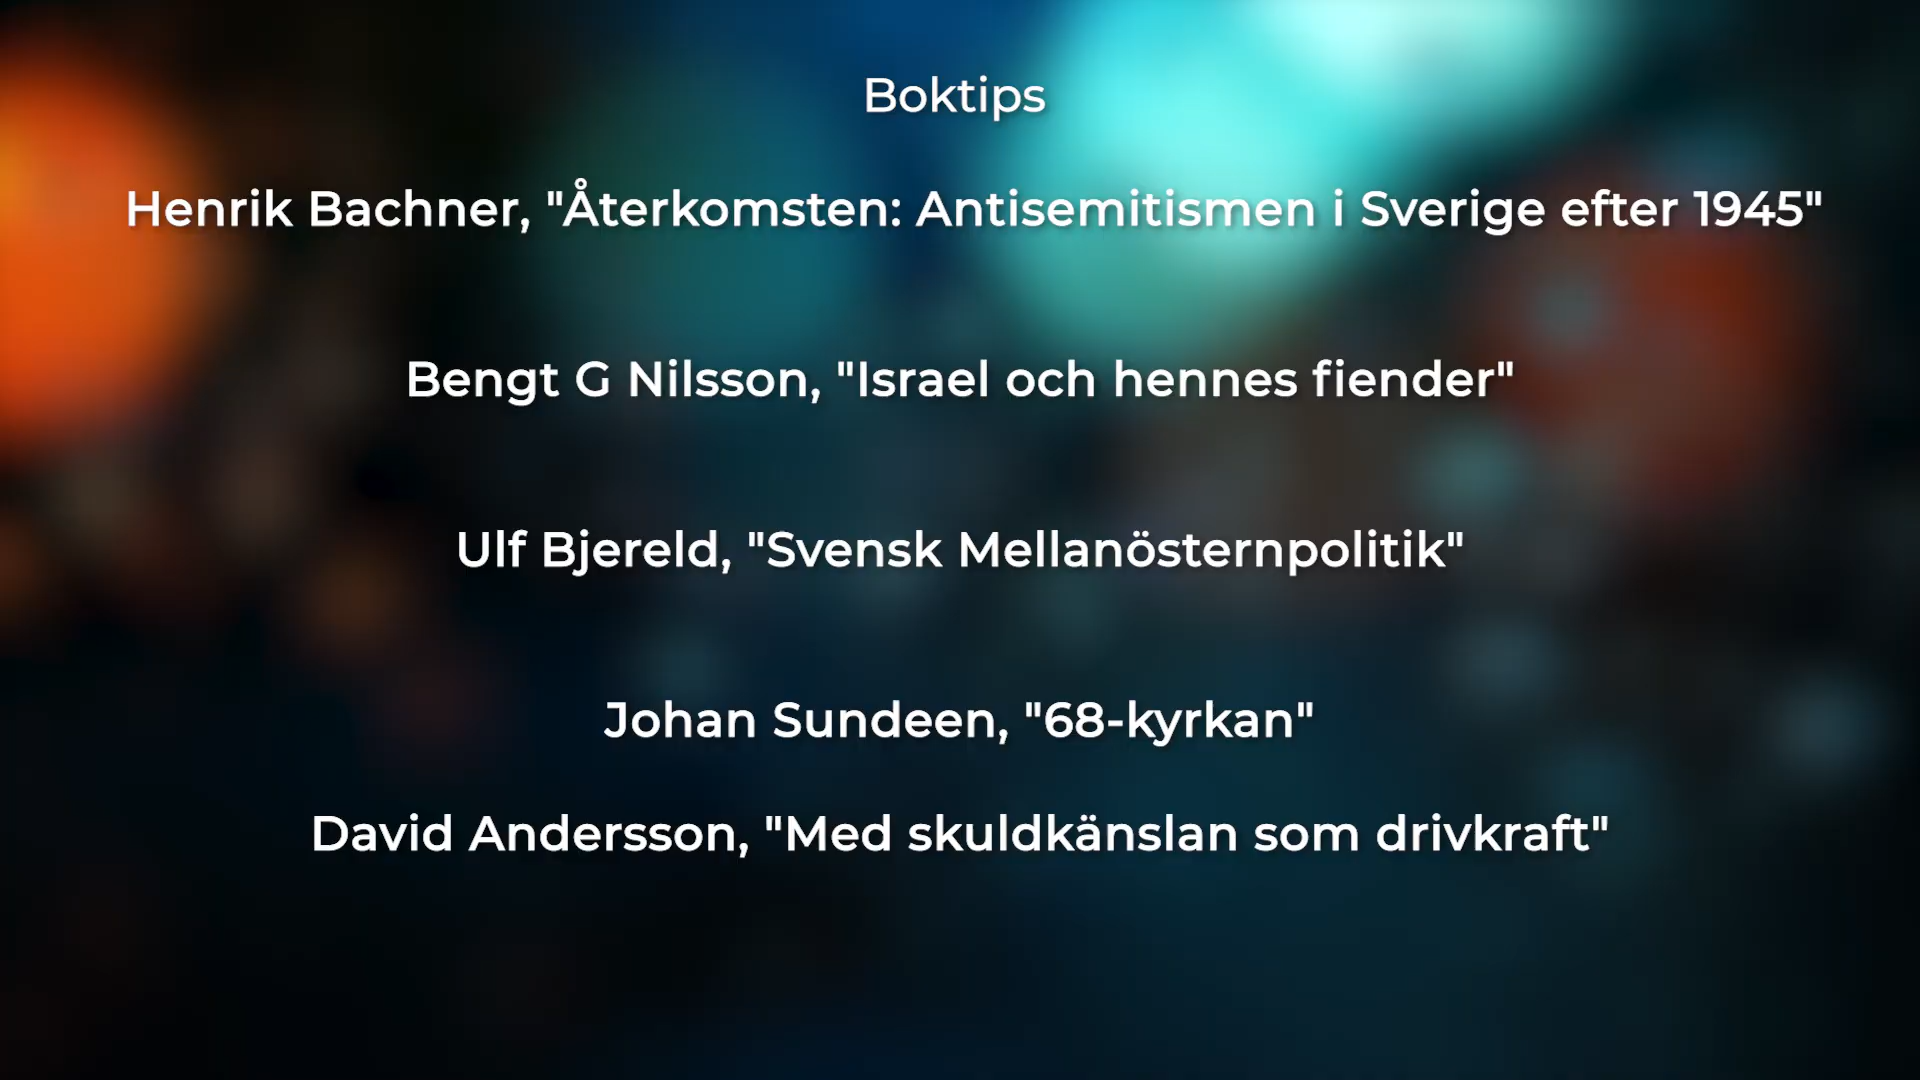 Boktips
Henrik Bachner, "Återkomsten: Antisemitismen i Sverige efter 1945"
Bengt G Nilsson, "Israel och hennes fiender"
Ulf Bjereld, "Svensk Mellanösternpolitik"
Johan Sundeen, "68-kyrkan"
David Andersson, "Med skuldkänslan som drivkraft"